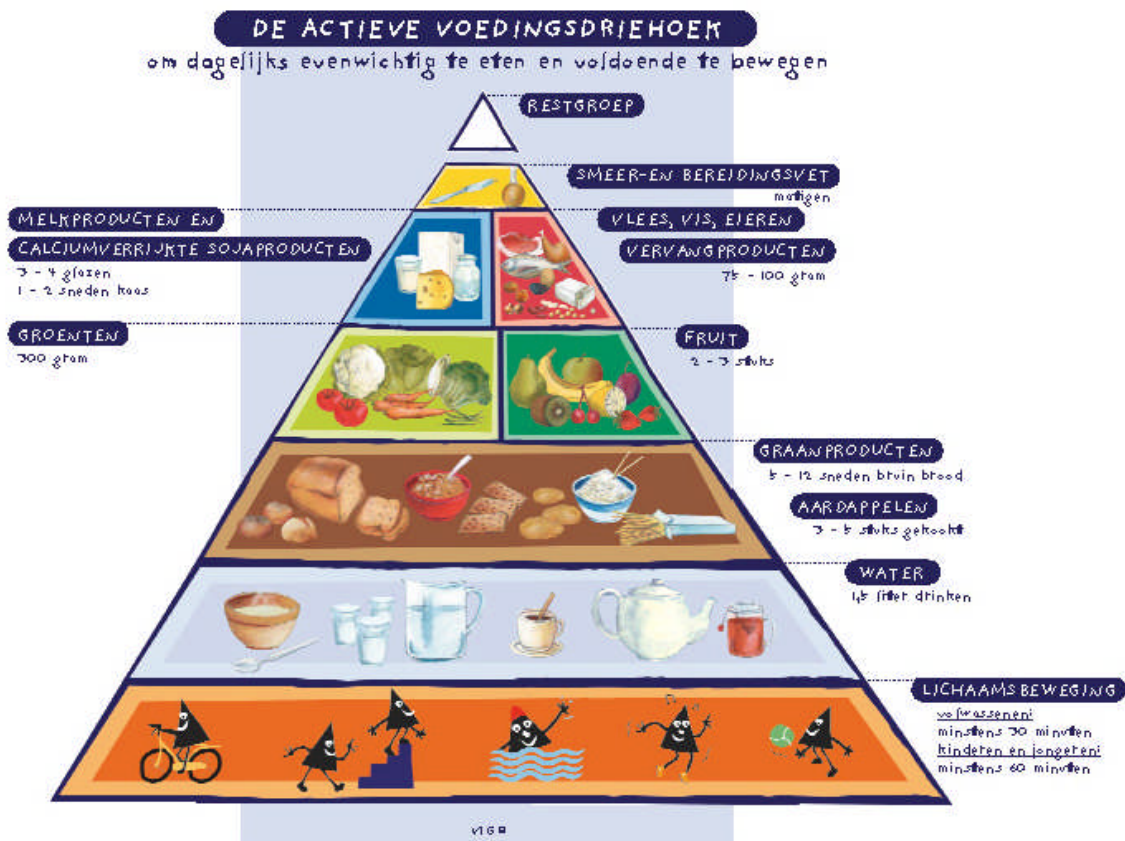 DE ACTIEVE VOEDINGSDRIEHOEK
om dagelijks evenwichtig te eten en voldoende te bewegen
RESTGROEP
SMEER-EN BEREIDINGSVET
matigen
MELKPRODUCTEN EN
CALCIUMVERRIJKTE SOJAPRODUCTEN
3 - 4 glazen
1 - 2 sneden kaas
VLEES, VIS, EIEREN
VERVANGPRODUCTEN
75 - 100 gram
GROENTEN
300 gram
FRUIT
2 - 3 stuks
GRAANPRODUCTEN
5 - 12 sneden bruin brood
AARDAPPELEN
3 - 5 stuks gekookt
WATER
1,5 liter drinken
LICHAAMSBEWEGING
volwassenen:
minstens 30 minuten
kinderen en jongeren:
minstens 60 minuten
VIG®